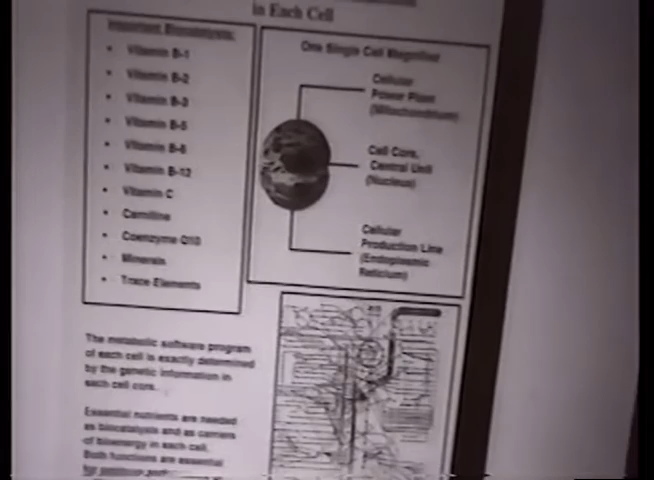 in Each Cell
Important Biocatalysts:
• Vitamin B-1
• Vitamin B-2
• Vitamin B-3
• Vitamin B-5
• Vitamin B-6
• Vitamin B-12
• Vitamin C
• Carnitine
• Coenzyme Q10
• Minerals
• Trace Elements
One Single Cell Magnified
Cellular
Power Plant
(Mitochondrium)
Cell Core,
Central Unit
(Nucleus)
Cellular
Production Line
(Endoplasmic
Reticulum)
The metabolic software program
of each cell is exactly determined
by the genetic information in
each cell core.
Essential nutrients are needed
as biocatalysts and as carriers
of bioenergy in each cell.
Both functions are essential
for